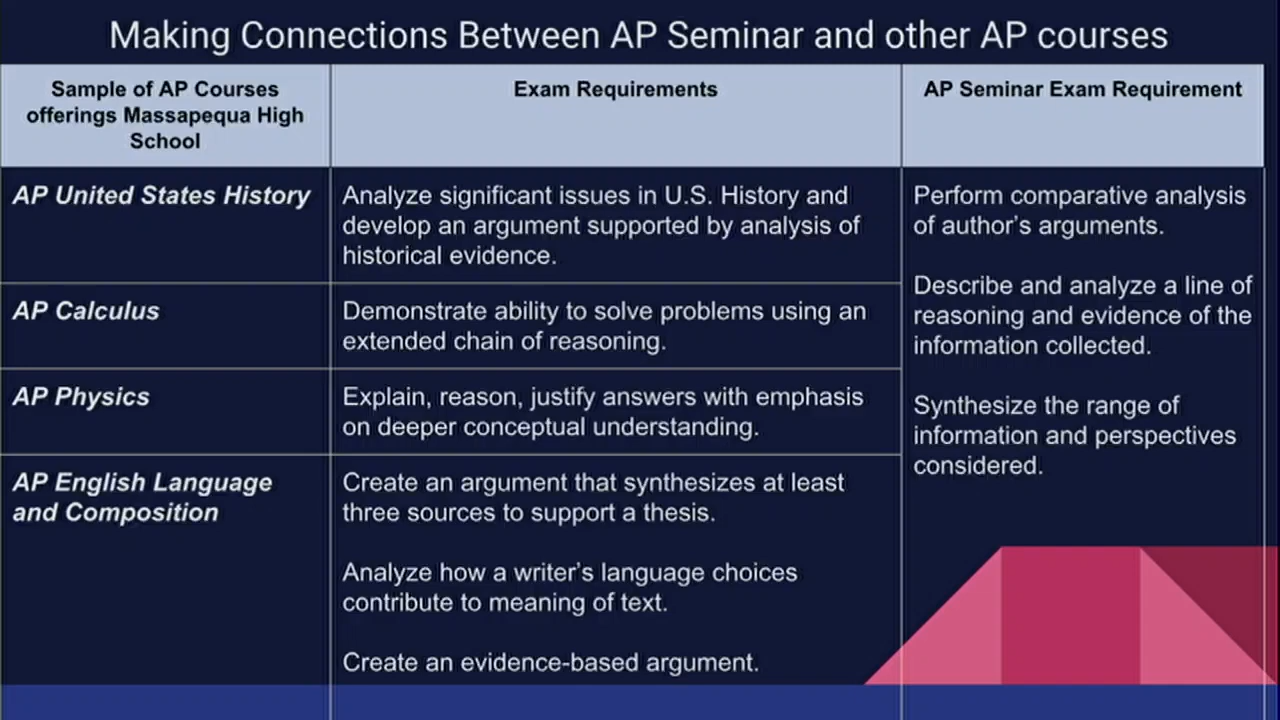 Making Connections Between AP Seminar and other AP courses
Sample of AP Courses
offerings Massapequa High
School
Exam Requirements
AP Seminar Exam Requirement
AP United States History
Analyze significant issues in U.S. History and
develop an argument supported by analysis of
historical evidence.
AP Calculus
Demonstrate ability to solve problems using an
extended chain of reasoning.
AP Physics
Explain, reason, justify answers with emphasis
on deeper conceptual understanding.
AP English Language
and Composition
Create an argument that synthesizes at least
three sources to support a thesis.
Analyze how a writer's language choices
contribute to meaning of text.
Create an evidence-based argument.
Perform comparative analysis
of author's arguments.
Describe and analyze a line of
reasoning and evidence of the
information collected.
Synthesize the range of
information and perspectives
considered.